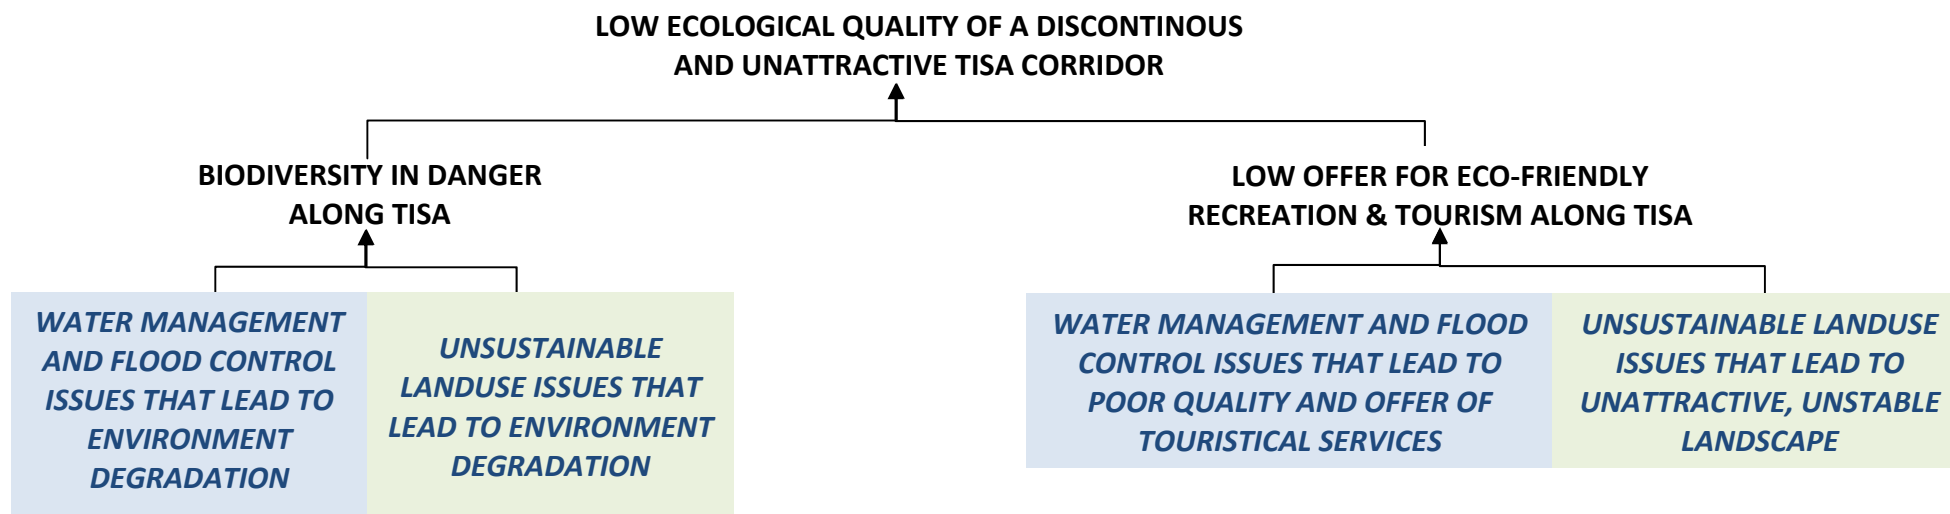 LOW ECOLOGICAL QUALITY OF A DISCONTINOUS
AND UNATTRACTIVE TISA CORRIDOR
BIODIVERSITY IN DANGER
ALONG TISA
LOW OFFER FOR ECO-FRIENDLY
RECREATION & TOURISM ALONG TISA
WATER MANAGEMENT
AND FLOOD CONTROL
ISSUES THAT LEAD TO
ENVIRONMENT
DEGRADATION
UNSUSTAINABLE
LANDUSE ISSUES THAT
LEAD TO ENVIRONMENT
DEGRADATION
WATER MANAGEMENT AND FLOOD
CONTROL ISSUES THAT LEAD TO
POOR QUALITY AND OFFER OF
TOURISTICAL SERVICES
UNSUSTAINABLE LANDUSE
ISSUES THAT LEAD TO
UNATTRACTIVE, UNSTABLE
LANDSCAPE